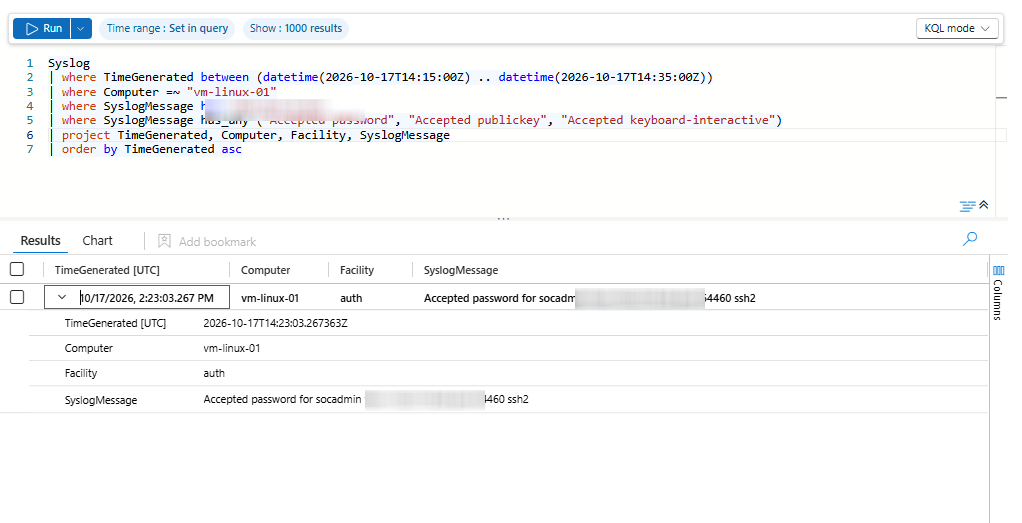 Run
Time range : Set in query
Show : 1000 results
KQL mode
1 Syslog
2 | where TimeGenerated between (datetime(2026-10-17T14:15:00Z) .. datetime(2026-10-17T14:35:00Z))
3 | where Computer =~ "vm-linux-01"
4 | where SyslogMessage
5 | where SyslogMessage has_any ("Accepted password", "Accepted publickey", "Accepted keyboard-interactive")
6 | project TimeGenerated, Computer, Facility, SyslogMessage
7 | order by TimeGenerated asc
Results
Chart
Add bookmark
TimeGenerated [UTC] Computer Facility SyslogMessage
10/17/2026, 2:23:03.267 PM vm-linux-01 auth Accepted password for socadm 4460 ssh2
TimeGenerated [UTC] 2026-10-17T14:23:03.267363Z
Computer vm-linux-01
Facility auth
SyslogMessage Accepted password for socadmin 460 ssh2
Columns